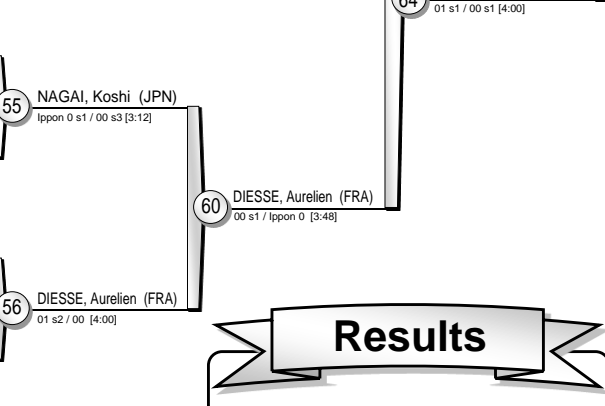 64
01 s1 / 00 s1 [4:00]
55
NAGAI, Koshi (JPN)
Ippon 0 s1 / 00 s3 [3:12]
60
DIESSE, Aurelien (FRA)
00 s1 / Ippon 0 [3:48]
56
DIESSE, Aurelien (FRA)
01 s2 / 00 [4:00]
Results